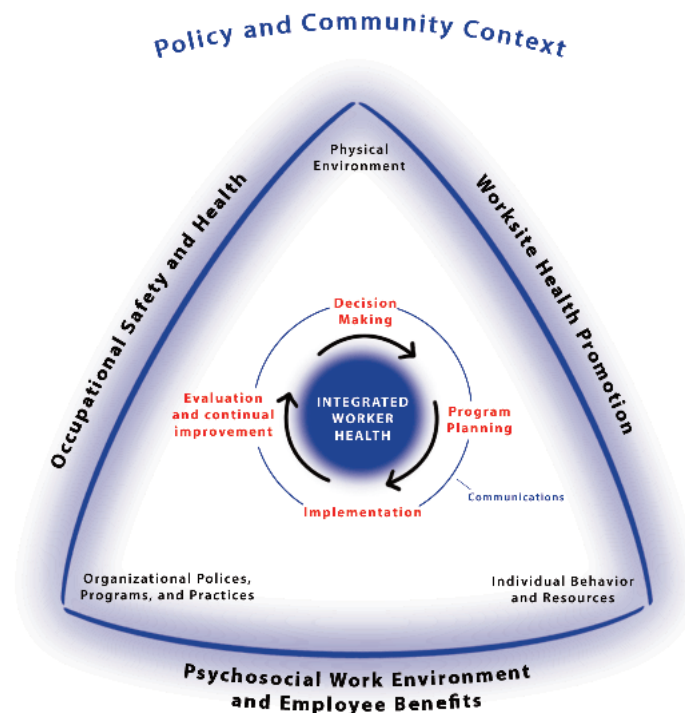 Policy and Community Context
Physical
Environment
Occupational Safety and Health
Worksite Health Promotion
Decision
Making
Evaluation
and continual
improvement
INTEGRATED
WORKER
HEALTH
Program
Planning
Communications
Implementation
Organizational Polices,
Programs, and Practices
Individual Behavior
and Resources
Psychosocial Work Environment
and Employee Benefits